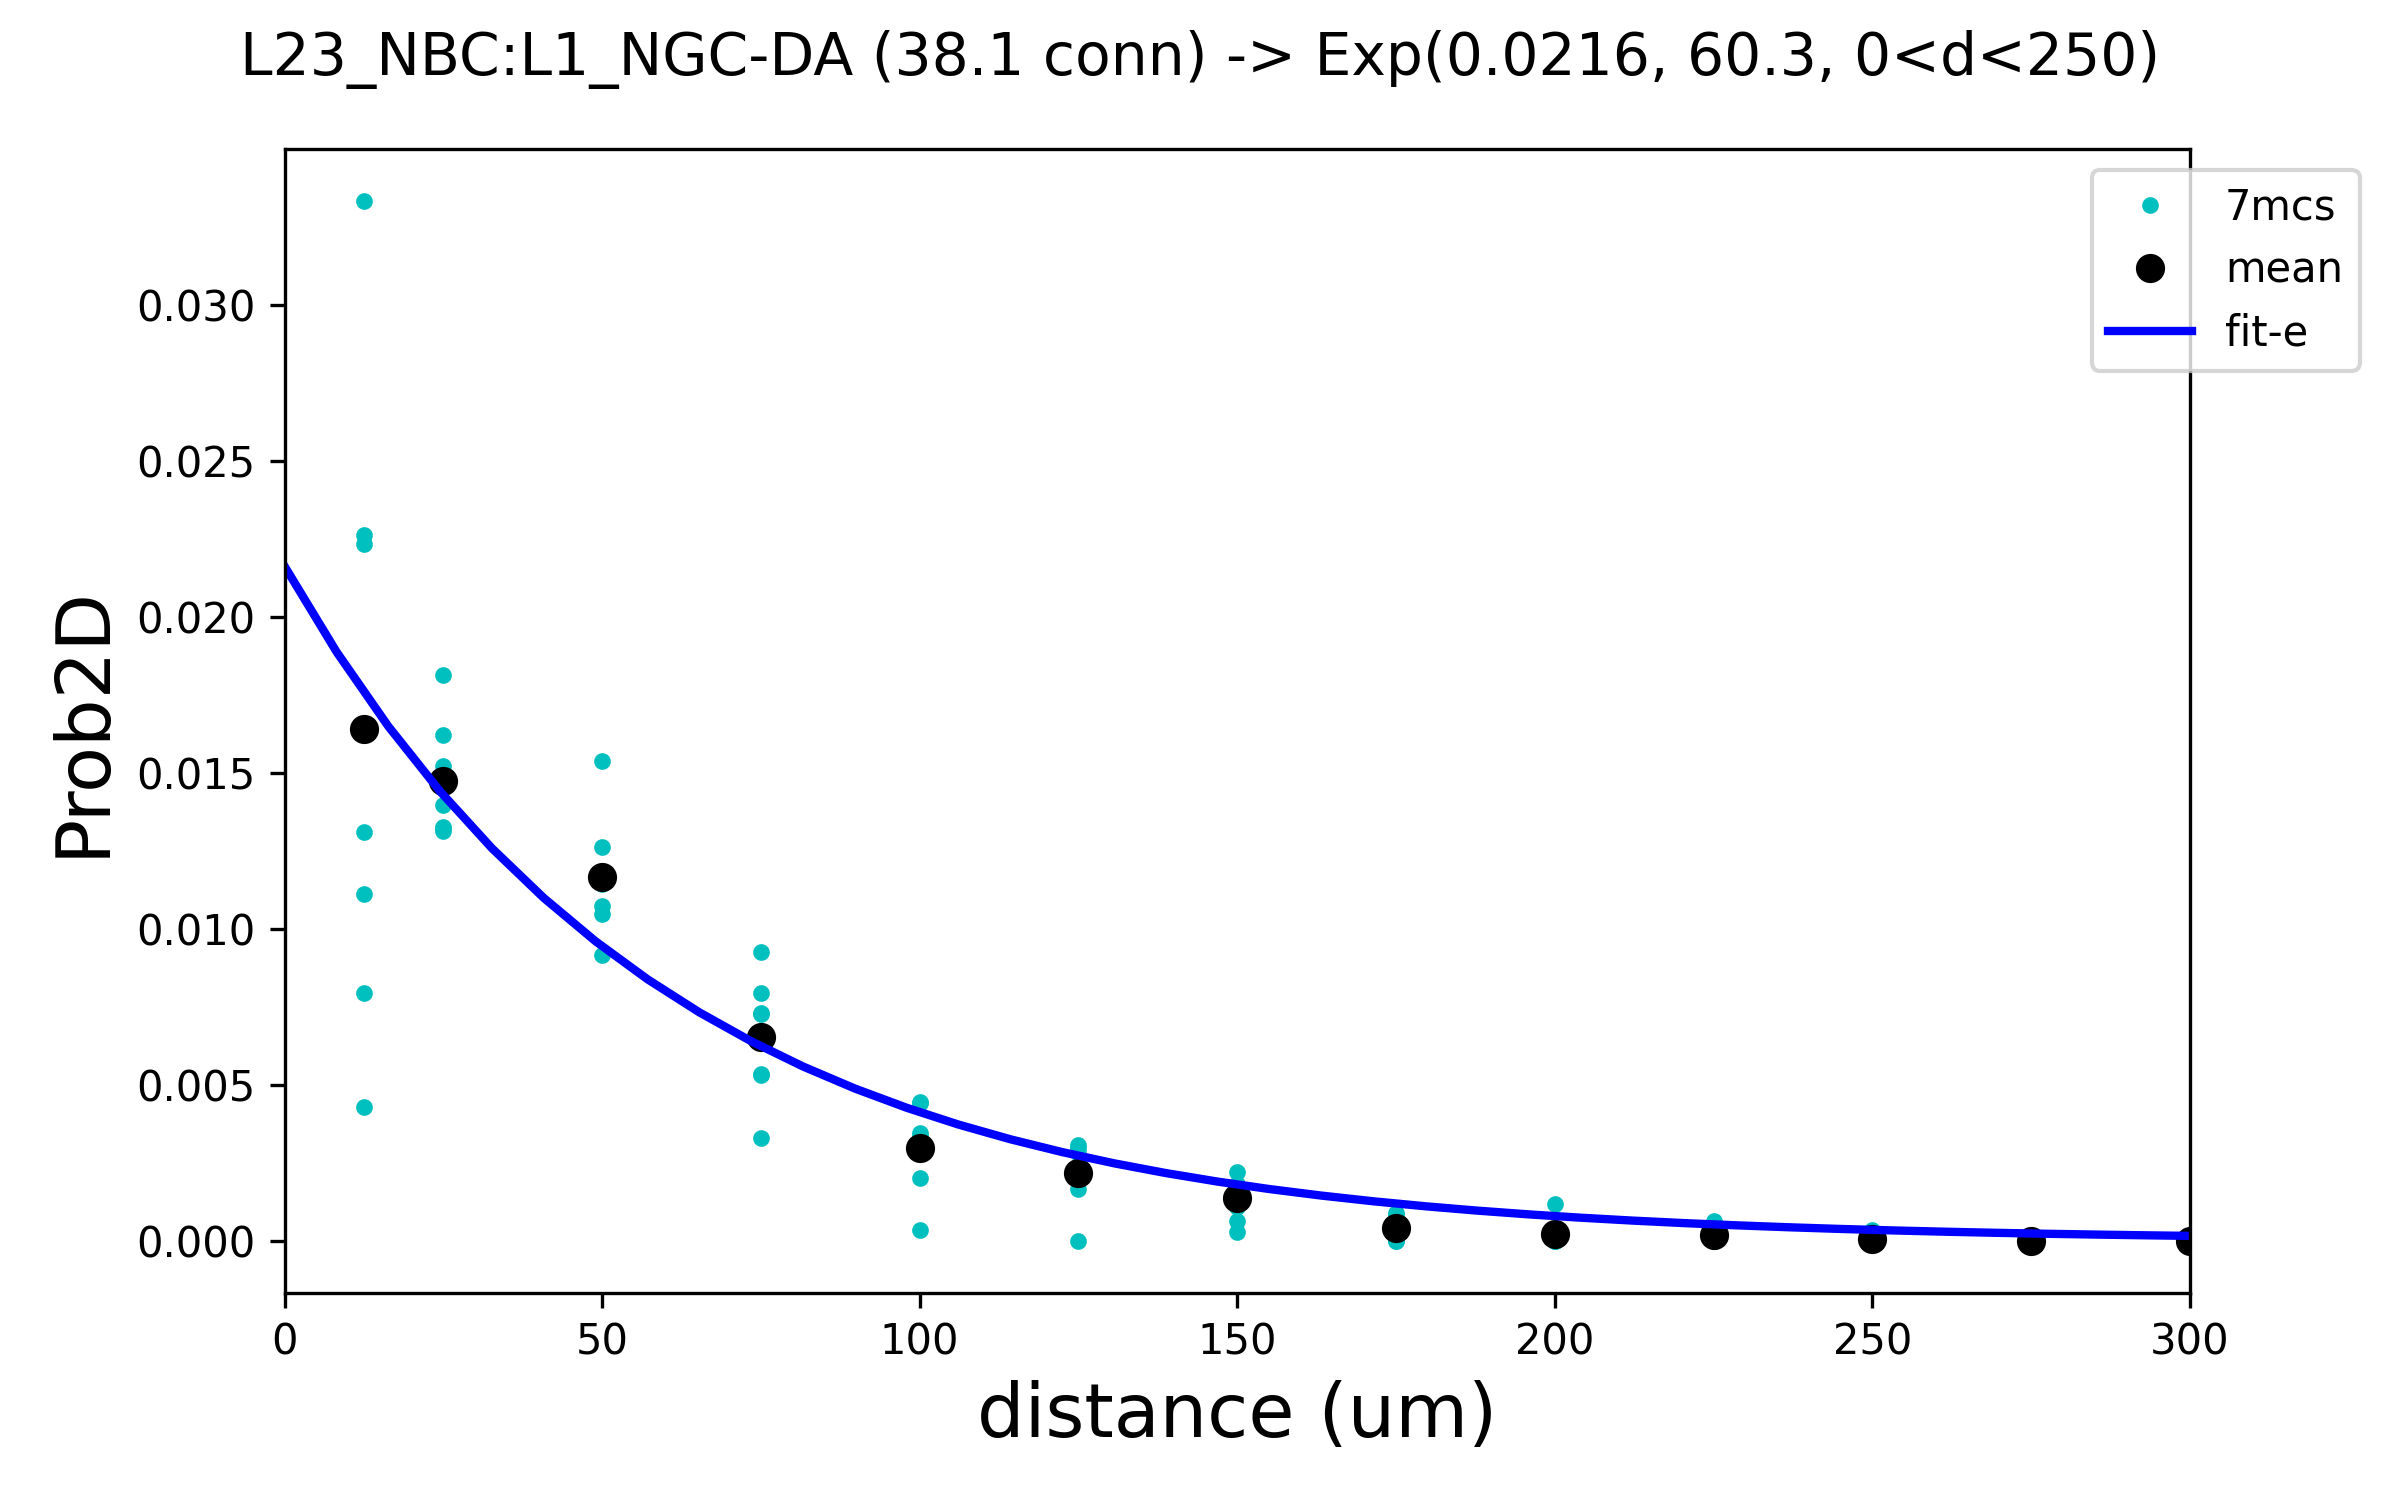 L23_NBC:L1_NGC-DA (38.1 conn) -> Exp(0.0216, 60.3, 0<d<250)
7mcs
mean
fit-e
Prob2D
0.030
0.025
0.020
0.015
0.010
0.005
0.000
0 50 100 150 200 250 300
distance (um)